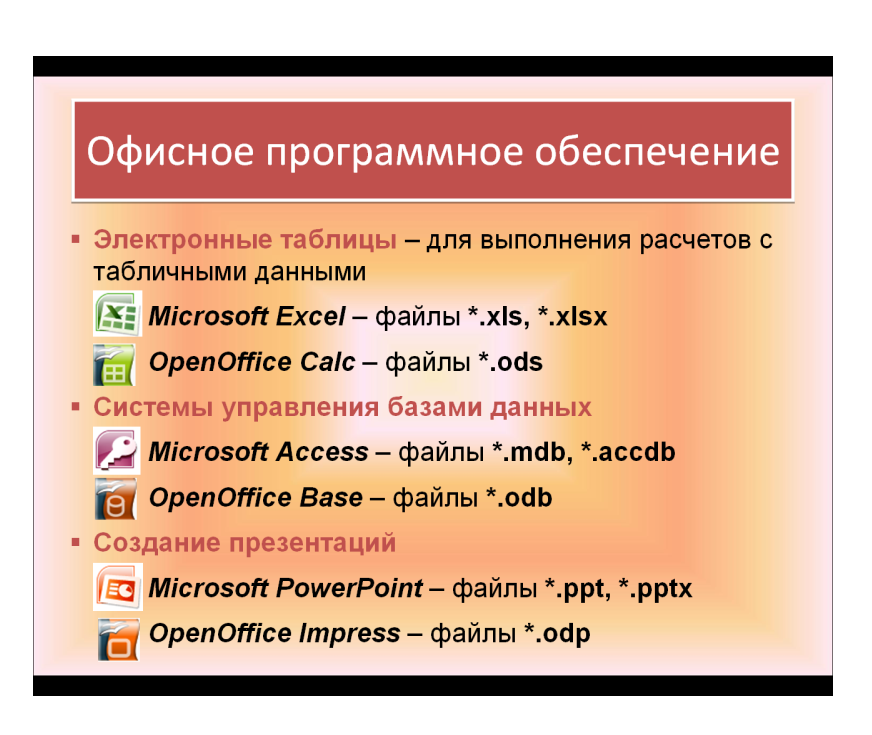 Офисное программное обеспечение
▪ Электронные таблицы – для выполнения расчетов с
табличными данными
Microsoft Excel – файлы *.xls, *.xlsx
OpenOffice Calc – файлы *.ods
▪ Системы управления базами данных
Microsoft Access – файлы *.mdb, *.accdb
OpenOffice Base – файлы *.odb
▪ Создание презентаций
Microsoft PowerPoint – файлы *.ppt, *.pptx
OpenOffice Impress – файлы *.odp